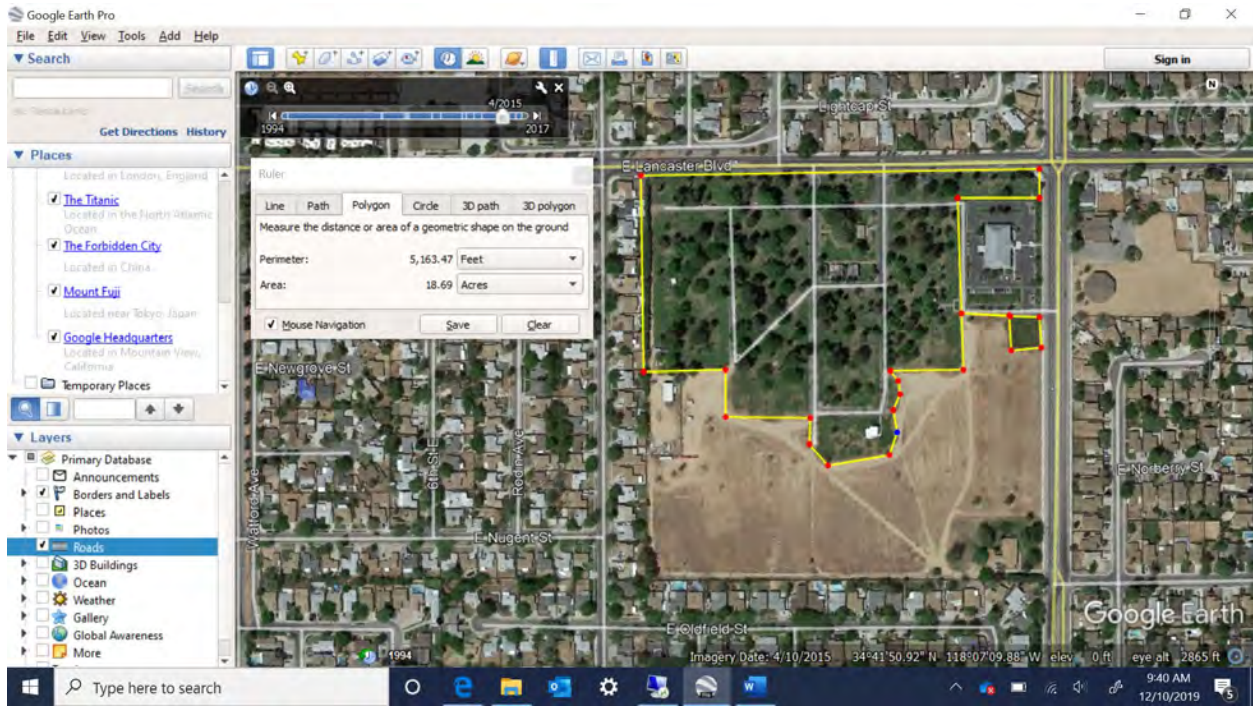 Google Earth Pro
File Edit View Tools Add Help
Search
Sign in
Search
Get Directions History
Places
Located in London, England
The Titanic
Located in the North Atlantic
Ocean
The Forbidden City
Located in China
Mount Fuji
Located near Tokyo, Japan
Google Headquarters
Located in Mountain View,
California
Temporary Places
Layers
Primary Database
Announcements
Borders and Labels
Places
Photos
Roads
3D Buildings
Ocean
Weather
Gallery
Global Awareness
More
4/2015
1994
2017
Ruler
Line Path Polygon Circle 3D path 3D polygon
Measure the distance or area of a geometric shape on the ground
Perimeter: 5,163.47 Feet
Area: 18.69 Acres
Mouse Navigation Save Clear
Lightcap St
E Lancaster Blvd
N
E Newgrove St
6th St E
Rodin Ave
Watford Ave
E Norberry St
E Nugent St
E Oldfield St
Google Earth
1994
Imagery Date: 4/10/2015 34°41'50.92" N 118°07'09.88" W elev 0 ft eye alt 2865 ft
Type here to search
9:40 AM
12/10/2019
5